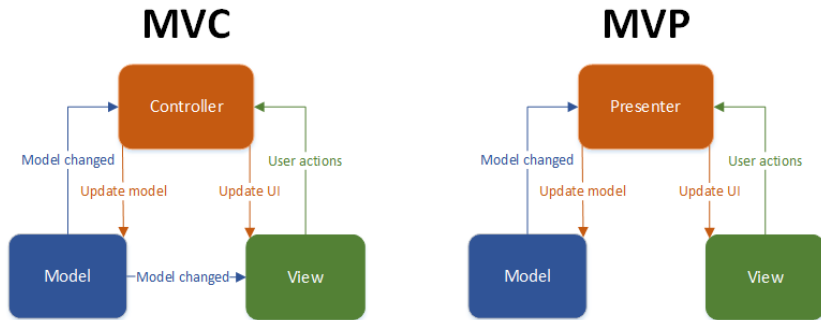 MVC
MVP
Controller
Model changed
User actions
Update model
Update UI
Model
Model changed
View
Presenter
Model changed
User actions
Update model
Update UI
Model
View